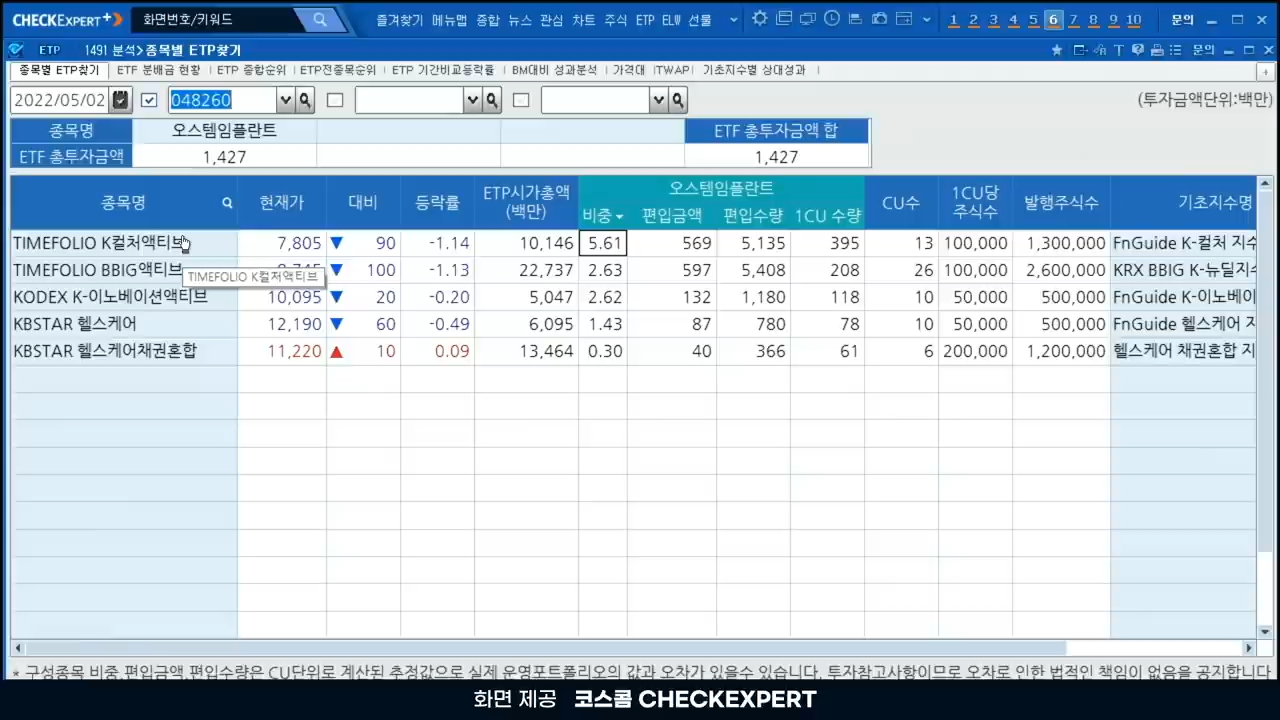 CHECKEXPERT+ 화면번호/키워드 즐겨찾기 메뉴맵 종합 뉴스 관심 차트 주식 ETP ELW 선물 1 2 3 4 5 6 7 8 9 10 문의
ETP 1491 분석>종목별 ETP찾기 문의
종목별 ETP찾기 ETF 분배금 현황 ETP 종합순위 ETP전종목순위 ETP 기간비교등락률 BM대비 성과분석 가격대 TWAP 기초지수별 상대성과
2022/05/02 048260 (투자금액단위:백만)
종목명 오스템임플란트 ETF 총투자금액 합
ETF 총투자금액 1,427 1,427
종목명 현재가 대비 등락률 ETP시가총액 (백만) 오스템임플란트 CU수 1CU당 주식수 발행주식수 기초지수명
비중 편입금액 편입수량 1CU 수량
TIMEFOLIO K컬처액티브 7,805 ▼ 90 -1.14 10,146 5.61 569 5,135 395 13 100,000 1,300,000 FnGuide K-컬처 지수
TIMEFOLIO BBIG액티브 ▼ 100 -1.13 22,737 2.63 597 5,408 208 26 100,000 2,600,000 KRX BBIG K-뉴딜지수
TIMEFOLIO K컬처액티브
KODEX K-이노베이션액티브 10,095 ▼ 20 -0.20 5,047 2.62 132 1,180 118 10 50,000 500,000 FnGuide K-이노베이
KBSTAR 헬스케어 12,190 ▼ 60 -0.49 6,095 1.43 87 780 78 10 50,000 500,000 FnGuide 헬스케어
KBSTAR 헬스케어채권혼합 11,220 ▲ 10 0.09 13,464 0.30 40 366 61 6 200,000 1,200,000 헬스케어 채권혼합 지
* 구성종목 비중,편입금액,편입수량은 CU단위로 계산된 추정값으로 실제 운영포트폴리오의 값과 오차가 있을수 있습니다. 투자참고사항이므로 오차로 인한 법적인 책임이 없음을 공지합니다
화면 제공 코스콤 CHECKEXPERT